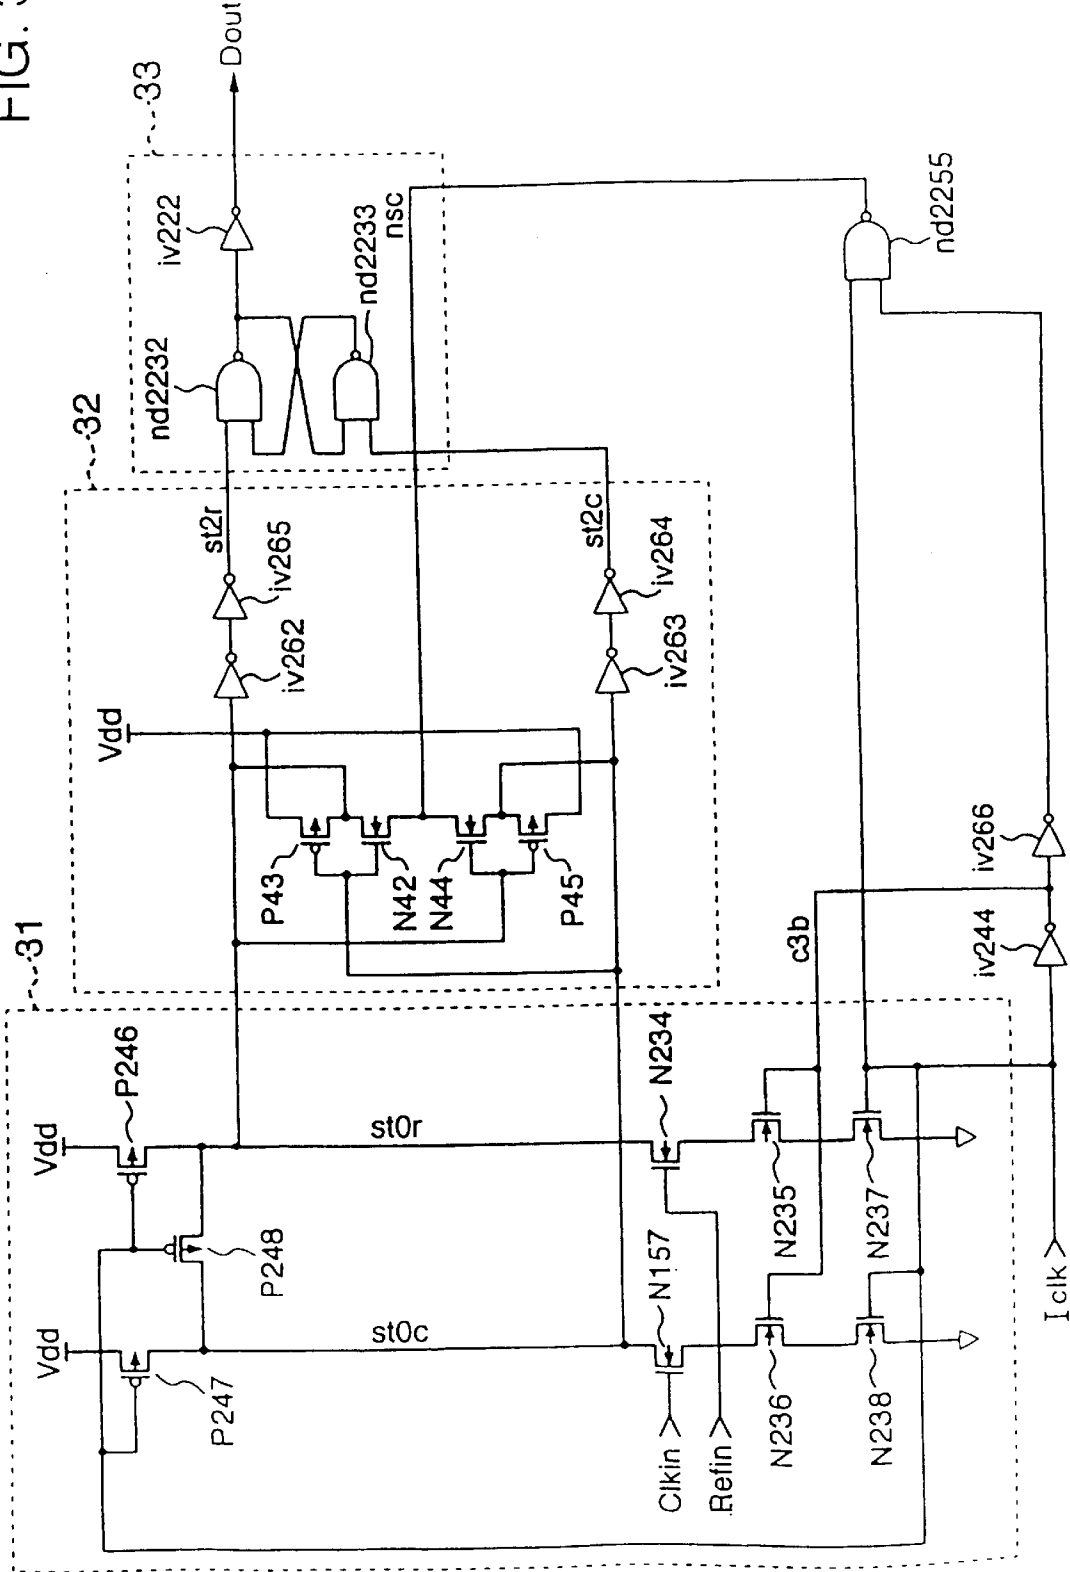 FIG.
33
Dout
iv222
nd2232
nd2233
nsc
nd2255
32
st2r
iv265
iv262
st2c
iv264
iv263
Vdd
P43
N42
N44
P45
iv266
iv244
c3b
31
Vdd
P246
st0r
N234
N235
N237
P248
Vdd
P247
st0c
N157
N236
N238
Clkin
Refin
Iclk